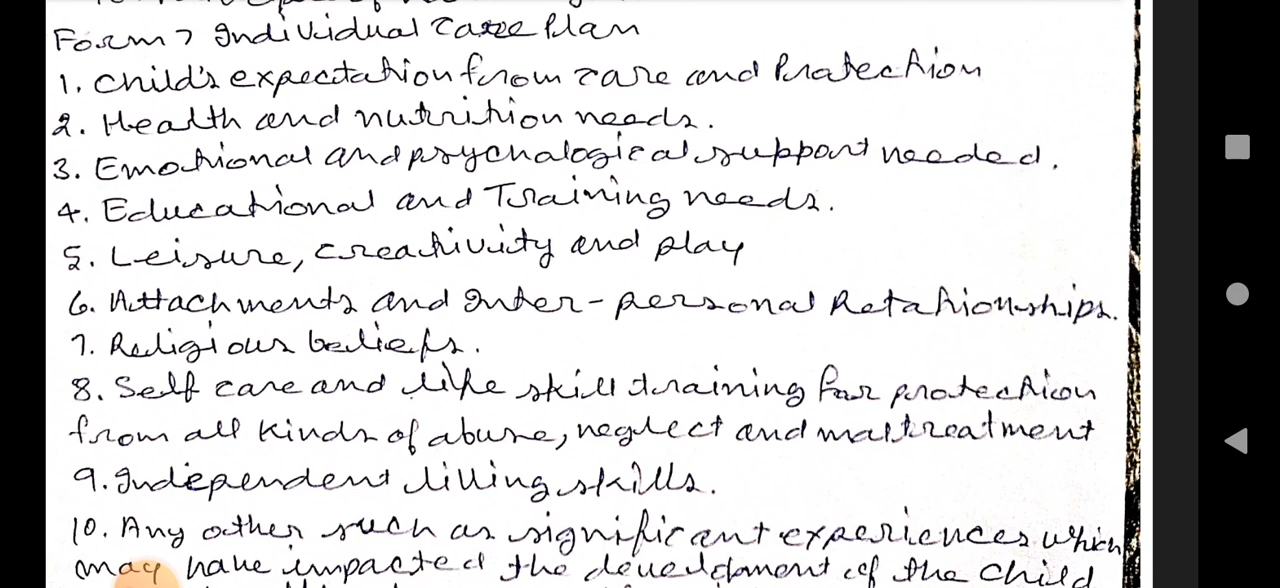 Form 7 Individual Care Plan
1. Child's expectation from care and Protection
2. Health and nutrition needs.
3. Emotional and psychological support needed.
4. Educational and Training needs.
5. Leisure, creativity and play
6. Attachments and Inter-personal Relationships.
7. Religious beliefs.
8. Self care and life skill training for protection
from all kinds of abuse, neglect and maltreatment
9. Independent living skills.
10. Any other such as significant experiences which
may have impacted the development of the child